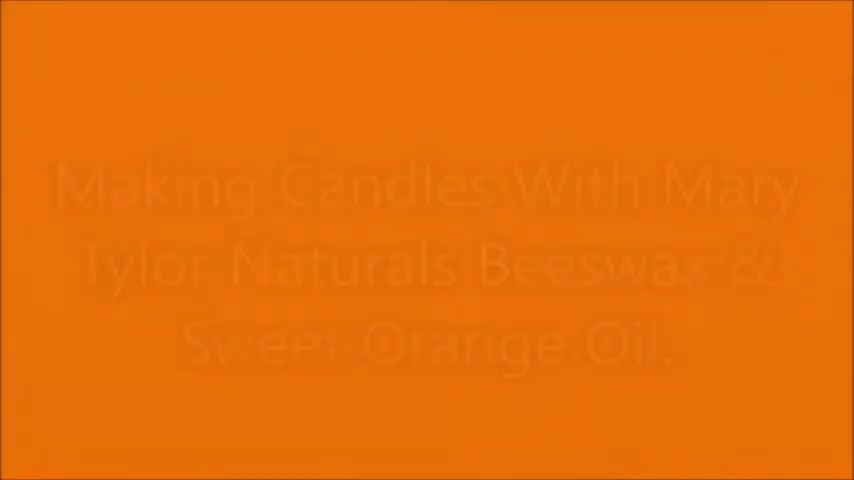 Making Candles With Mary
Tylor Naturals Beeswax &
Sweet Orange Oil.